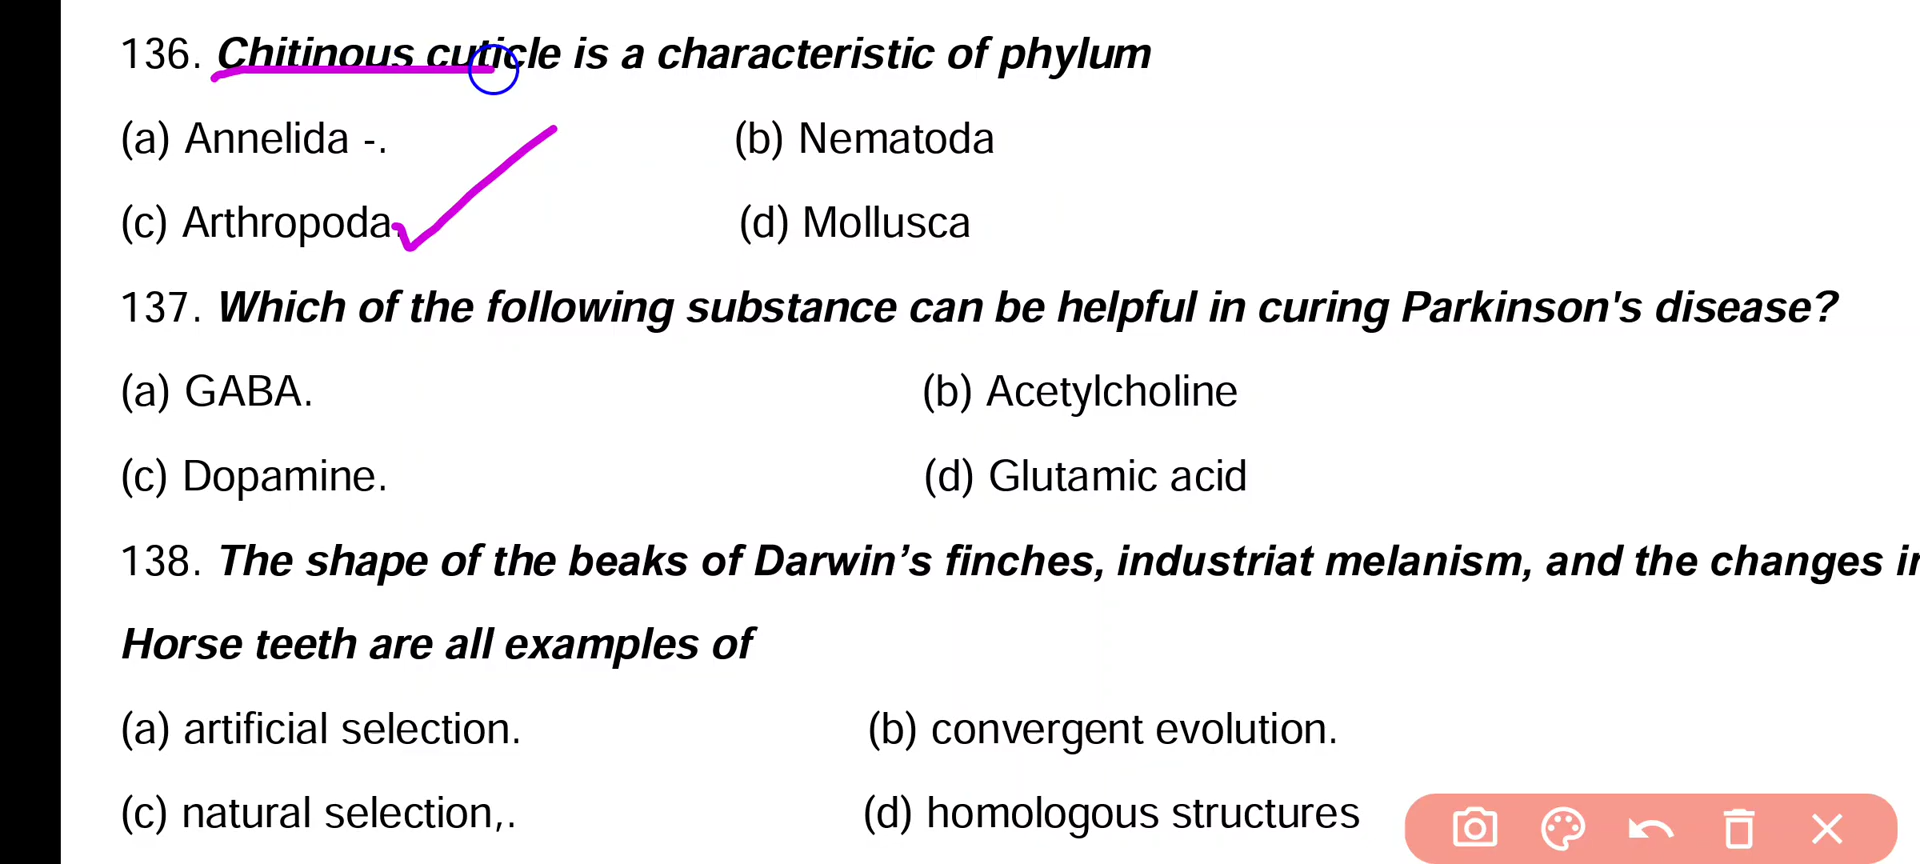 136. Chitinous cuticle is a characteristic of phylum
(a) Annelida -. (b) Nematoda
(c) Arthropoda. (d) Mollusca
137. Which of the following substance can be helpful in curing Parkinson's disease?
(a) GABA. (b) Acetylcholine
(c) Dopamine. (d) Glutamic acid
138. The shape of the beaks of Darwin’s finches, industriat melanism, and the changes in
Horse teeth are all examples of
(a) artificial selection. (b) convergent evolution.
(c) natural selection,. (d) homologous structures